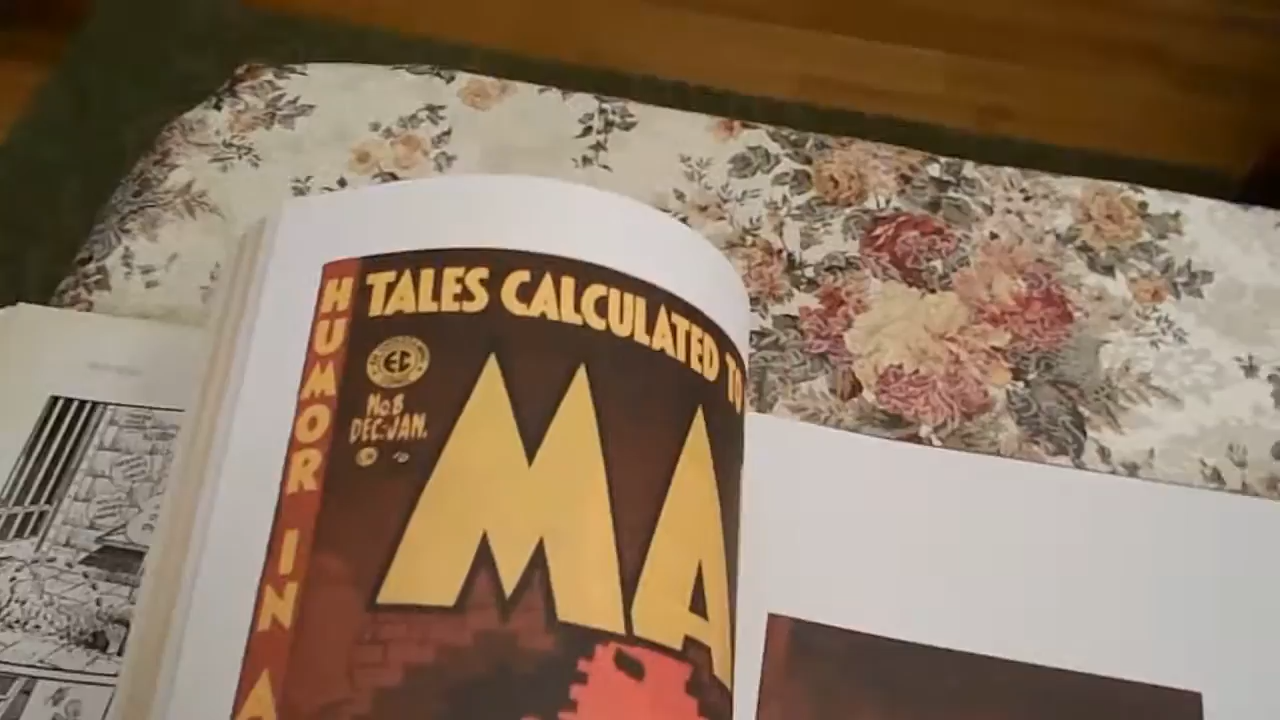 TALES CALCULATED TO
HUMOR IN A
EC
No.8
DEC.-JAN.
MA